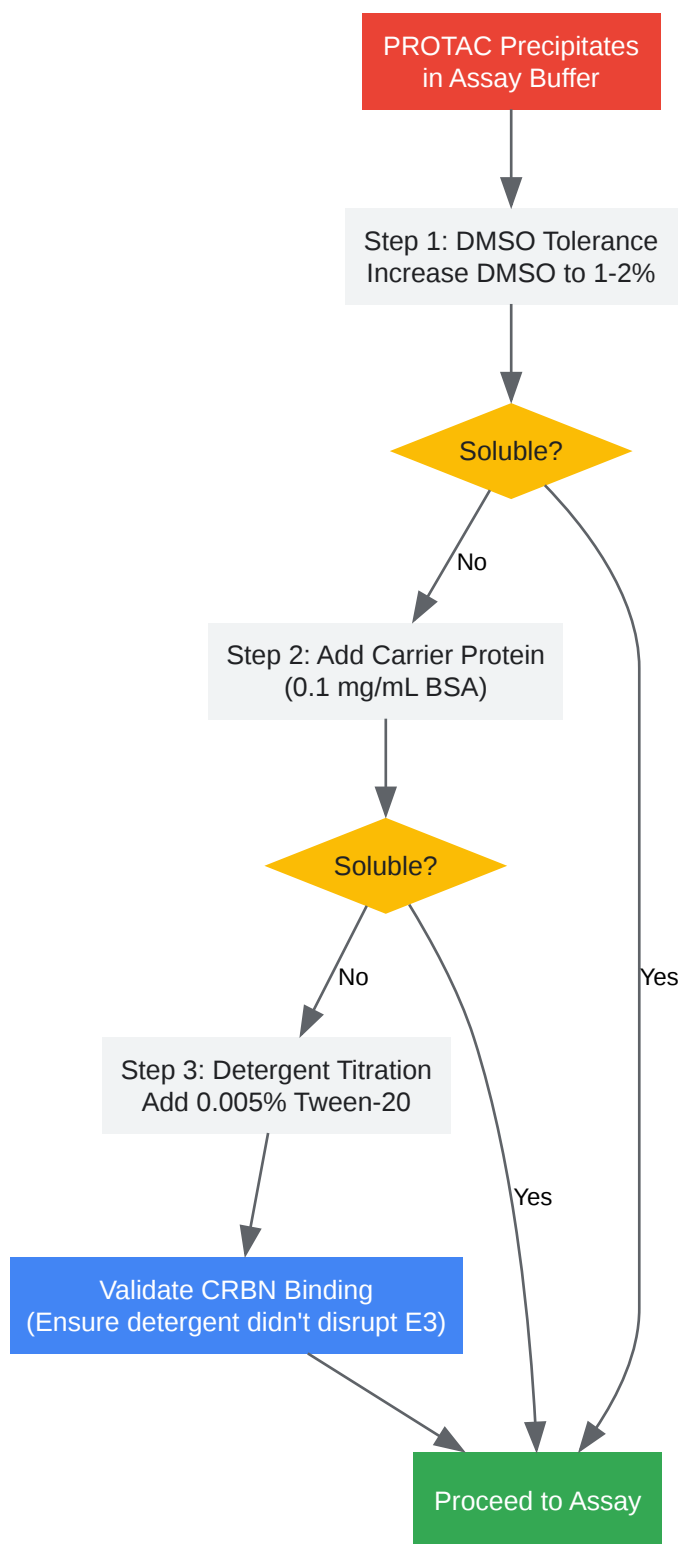 PROTAC Precipitates
in Assay Buffer
Step 1: DMSO Tolerance
Increase DMSO to 1-2%
Soluble?
No
Step 2: Add Carrier Protein
(0.1 mg/mL BSA)
Soluble?
No
Yes
Step 3: Detergent Titration
Add 0.005% Tween-20
Yes
Validate CRBN Binding
(Ensure detergent didn't disrupt E3)
Proceed to Assay